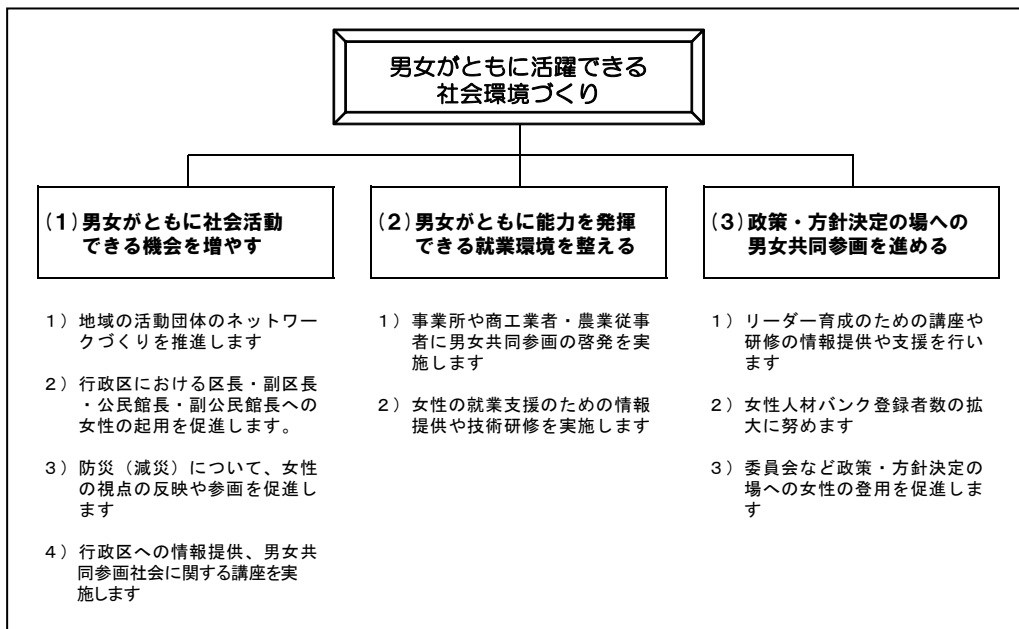 男女がともに活躍できる
社会環境づくり
(1)男女がともに社会活動
できる機会を増やす
1)地域の活動団体のネットワー
クづくりを推進します
2)行政区における区長・副区長
・公民館長・副公民館長への
女性の起用を促進します。
3)防災（減災）について、女性
の視点の反映や参画を促進し
ます
4)行政区への情報提供、男女共
同参画社会に関する講座を実
施します
(2)男女がともに能力を発揮
できる就業環境を整える
1)事業所や商工業者・農業従事
者に男女共同参画の啓発を実
施します
2)女性の就業支援のための情報
提供や技術研修を実施します
(3)政策・方針決定の場への
男女共同参画を進める
1)リーダー育成のための講座や
研修の情報提供や支援を行い
ます
2)女性人材バンク登録者数の拡
大に努めます
3)委員会など政策・方針決定の
場への女性の登用を促進しま
す